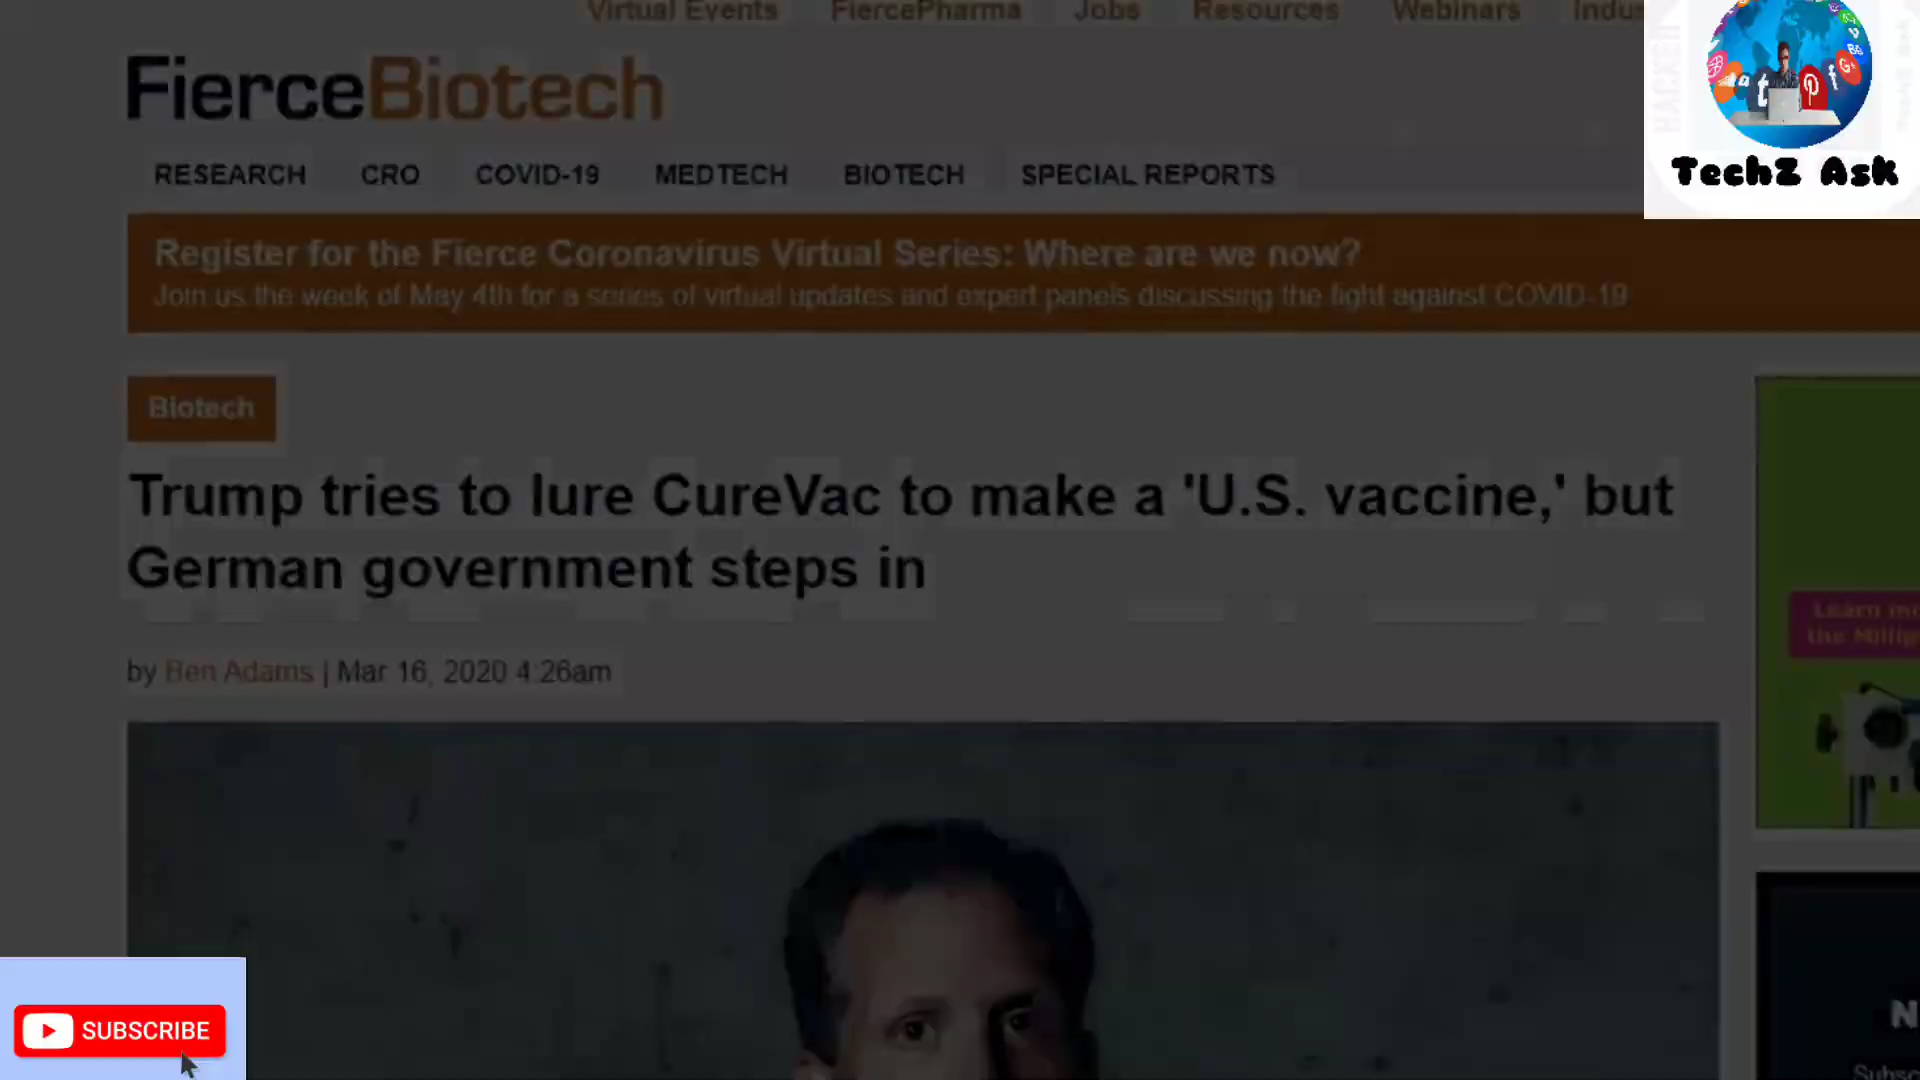 Virtual Events FiercePharma Jobs Resources Webinars
FierceBiotech
RESEARCH CRO COVID-19 MEDTECH BIOTECH SPECIAL REPORTS
TechZ Ask
Register for the Fierce Coronavirus Virtual Series: Where are we now?
Join us the week of May 4th for a series of virtual updates and expert panels discussing the fight against COVID-19
Biotech
Trump tries to lure CureVac to make a 'U.S. vaccine,' but
German government steps in
by Ben Adams | Mar 16, 2020 4:26am
Learn
the
SUBSCRIBE